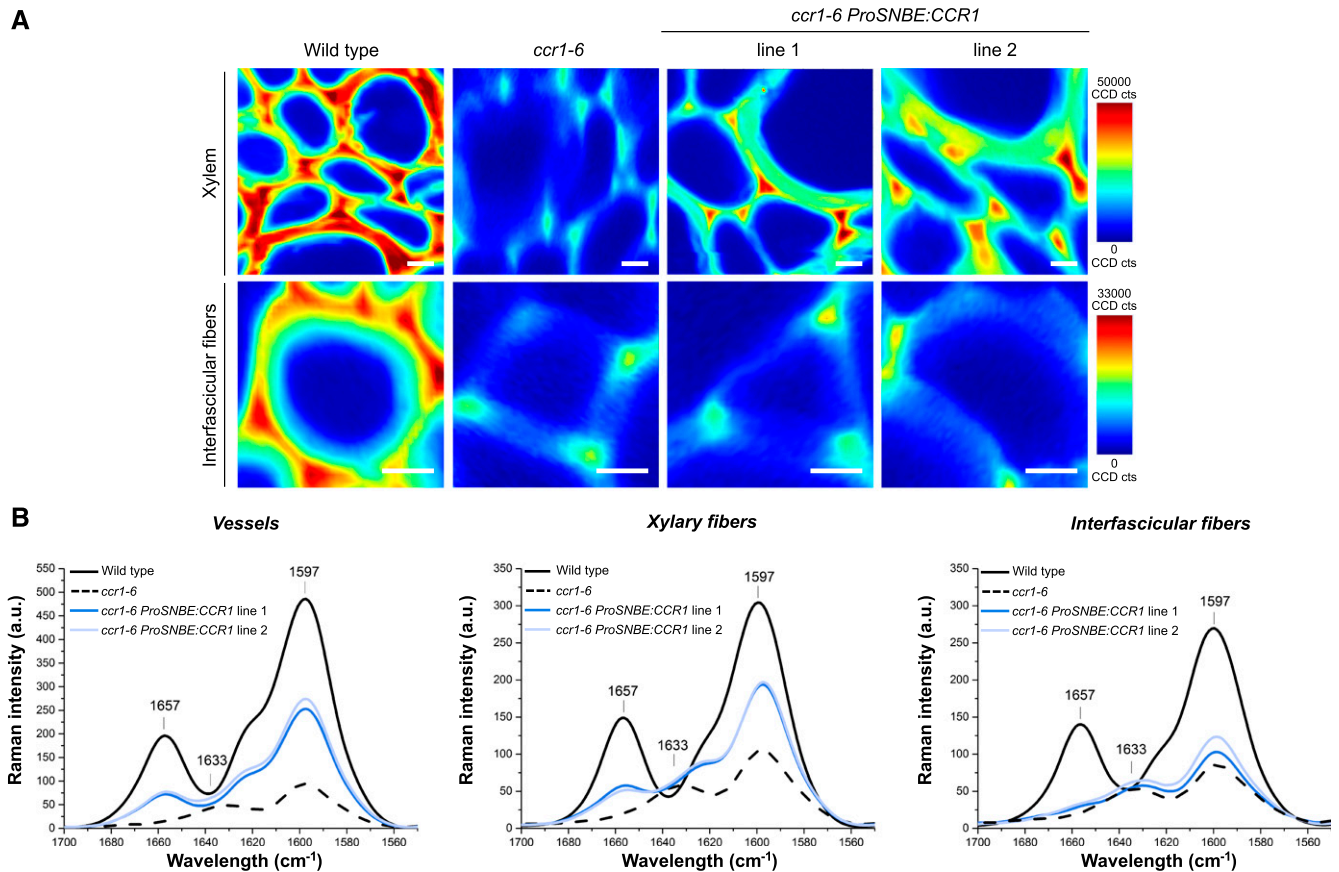 A
ccr1-6 ProSNBE:CCR1
Wild type
ccr1-6
line 1
line 2
Xylem
50000
CCD cts
0
CCD cts
Interfascicular fibers
33000
CCD cts
0
CCD cts
B
Vessels
Raman intensity (a.u.)
550
500
450
400
350
300
250
200
150
100
50
0
Wild type
ccr1-6
ccr1-6 ProSNBE:CCR1 line 1
ccr1-6 ProSNBE:CCR1 line 2
1657
1633
1597
1700 1680 1660 1640 1620 1600 1580 1560
Wavelength (cm-1)
Xylary fibers
Raman intensity (a.u.)
350
300
250
200
150
100
50
0
Wild type
ccr1-6
ccr1-6 ProSNBE:CCR1 line 1
ccr1-6 ProSNBE:CCR1 line 2
1657
1633
1597
1700 1680 1660 1640 1620 1600 1580 1560
Wavelength (cm-1)
Interfascicular fibers
Raman intensity (a.u.)
350
300
250
200
150
100
50
0
Wild type
ccr1-6
ccr1-6 ProSNBE:CCR1 line 1
ccr1-6 ProSNBE:CCR1 line 2
1657
1633
1597
1700 1680 1660 1640 1620 1600 1580 1560
Wavelength (cm-1)